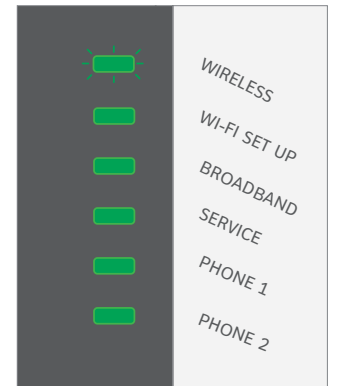 WIRELESS
WI-FI SET UP
BROADBAND
SERVICE
PHONE 1
PHONE 2